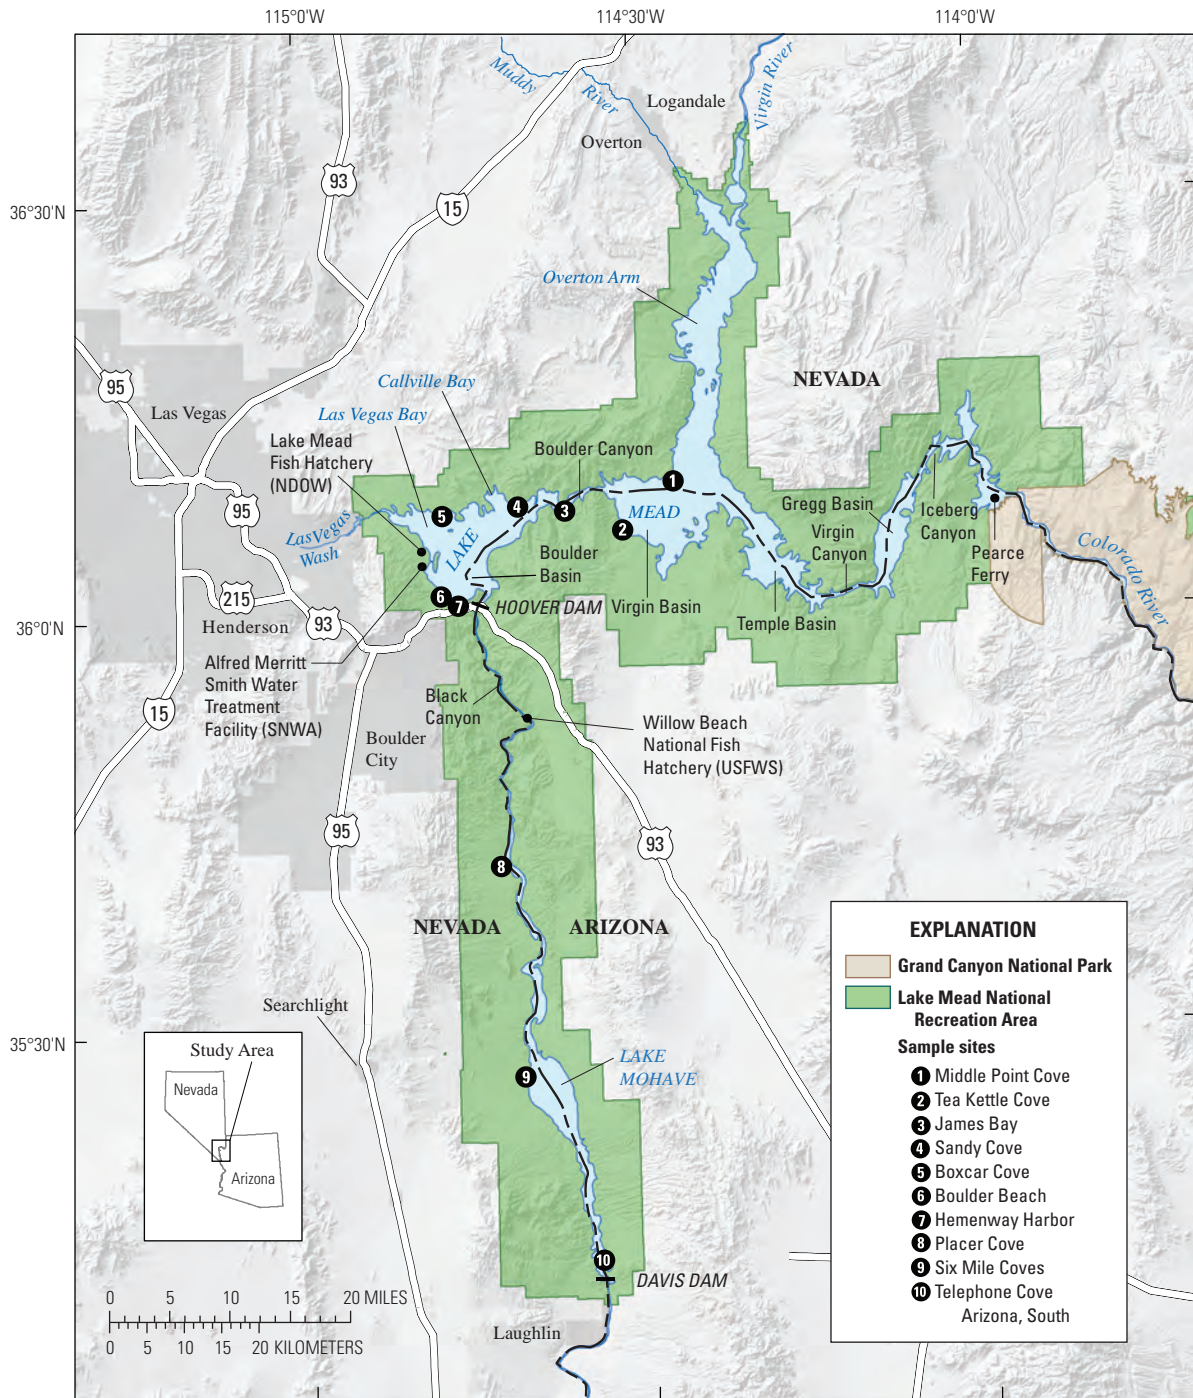 115°0'W
114°30'W
114°0'W
Muddy
River
Logandale
Virgin River
Overton
93
15
36°30'N
Overton Arm
NEVADA
95
Las Vegas
Callville Bay
Las Vegas Bay
Lake Mead
Fish Hatchery
(NDOW)
Boulder Canyon
1
5
4
3
2
MEAD
Gregg Basin
Virgin
Canyon
Iceberg
Canyon
Pearce
Ferry
Colorado River
95
Las Vegas
Wash
LAKE
Boulder
Basin
6
7
HOOVER DAM
Virgin Basin
Temple Basin
215
Henderson
93
36°0'N
Alfred Merritt
Smith Water
Treatment
Facility (SNWA)
Black
Canyon
15
Boulder
City
Willow Beach
National Fish
Hatchery (USFWS)
95
93
8
NEVADA
ARIZONA
Searchlight
35°30'N
LAKE
MOHAVE
9
10
DAVIS DAM
Laughlin
Study Area
Nevada
Arizona
0 5 10 15 20 MILES
0 5 10 15 20 KILOMETERS
EXPLANATION
Grand Canyon National Park
Lake Mead National
Recreation Area
Sample sites
1 Middle Point Cove
2 Tea Kettle Cove
3 James Bay
4 Sandy Cove
5 Boxcar Cove
6 Boulder Beach
7 Hemenway Harbor
8 Placer Cove
9 Six Mile Coves
10 Telephone Cove
Arizona, South